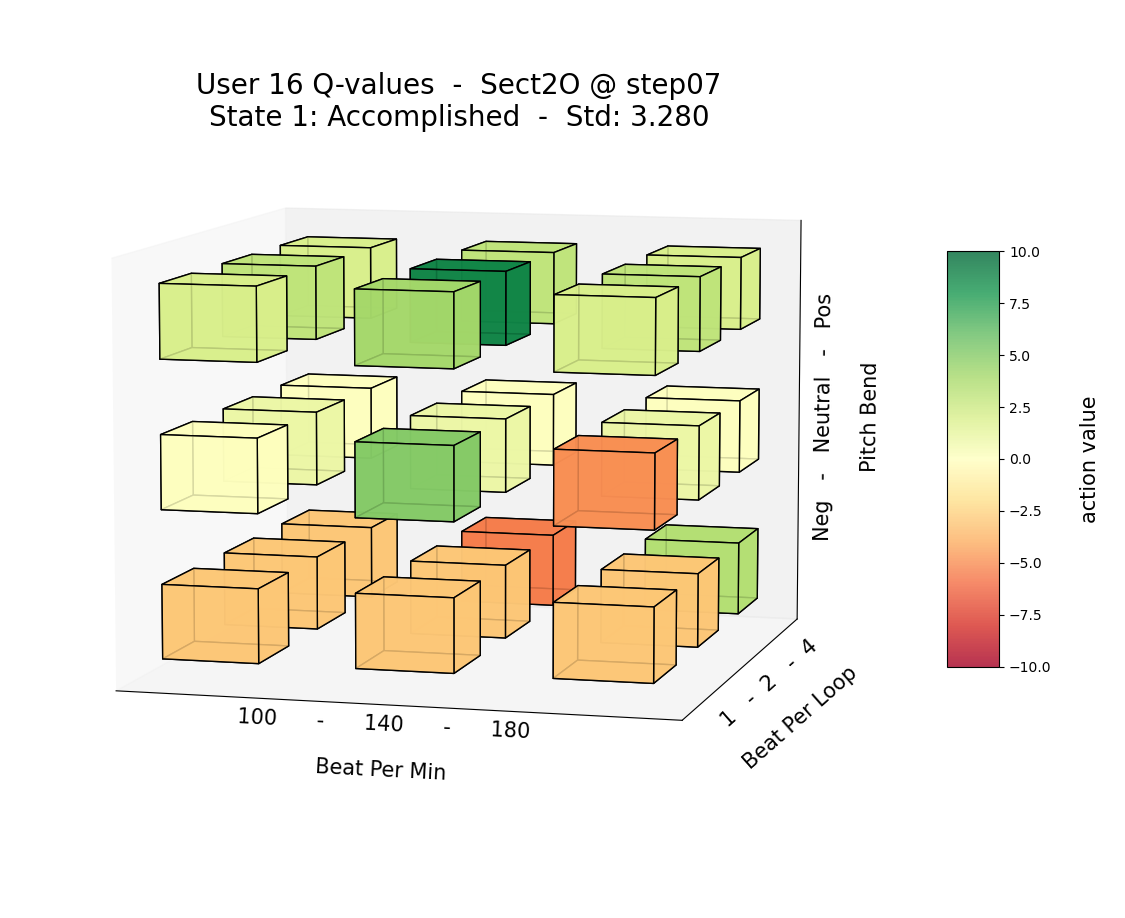 User 16 Q-values  -  Sect2O @ step07
State 1: Accomplished  -  Std: 3.280
Neg   -   Neutral   -   Pos
Pitch Bend
100   -   140   -   180
Beat Per Min
1 - 2 - 4
Beat Per Loop
10.0
7.5
5.0
2.5
0.0
−2.5
−5.0
−7.5
−10.0
action value